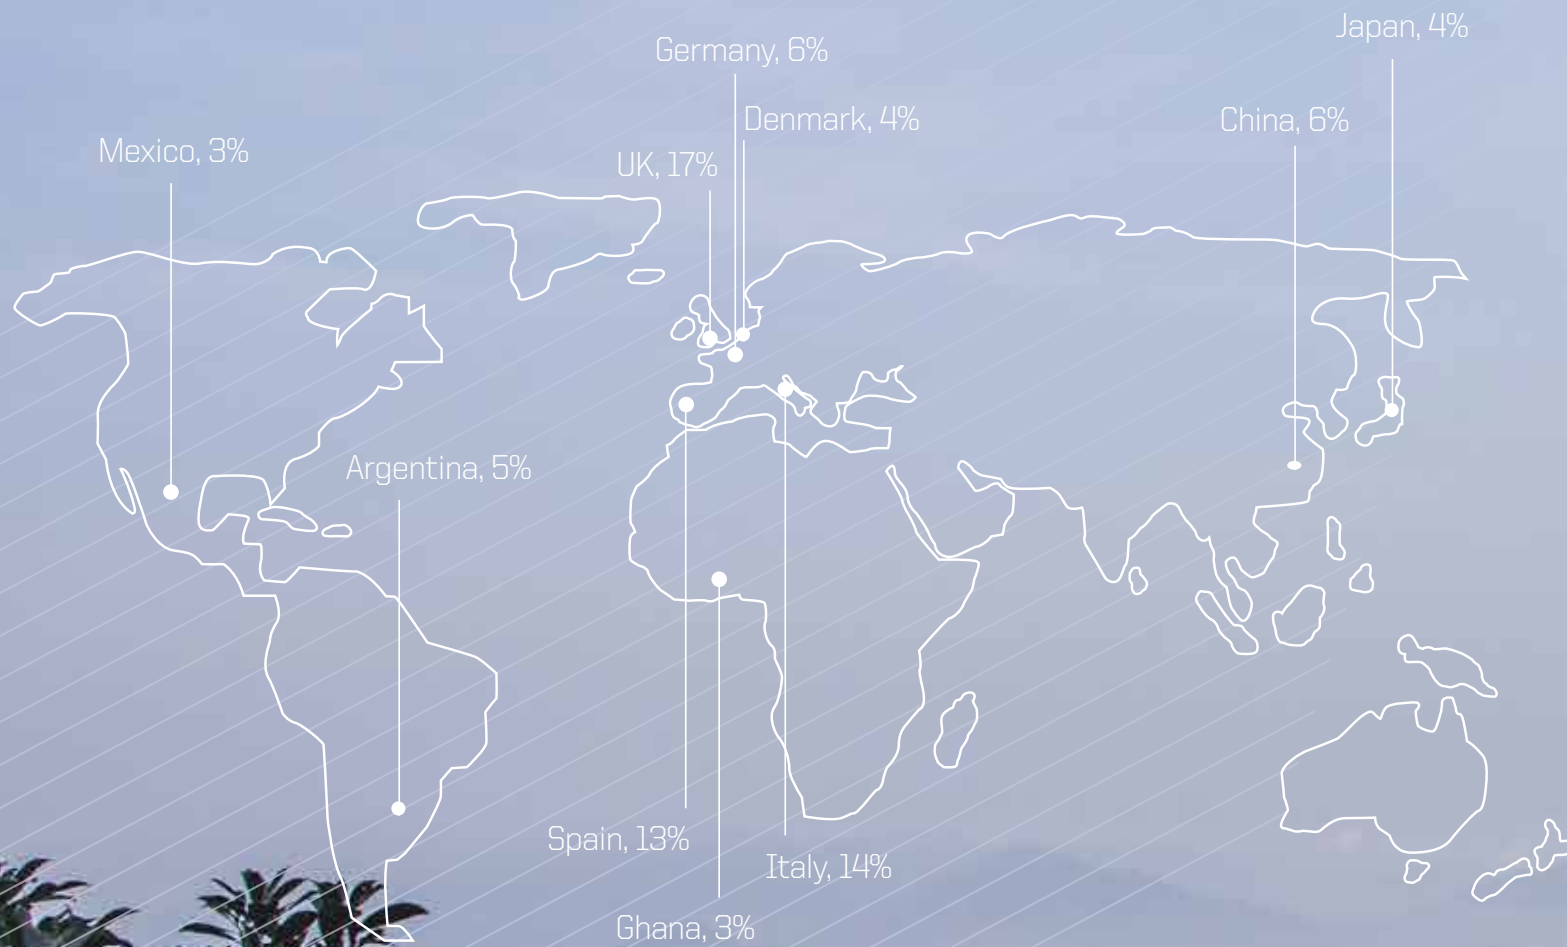 Japan, 4%
Germany, 6%
Denmark, 4%
China, 6%
Mexico, 3%
UK, 17%
Argentina, 5%
Spain, 13%
Italy, 14%
Ghana, 3%